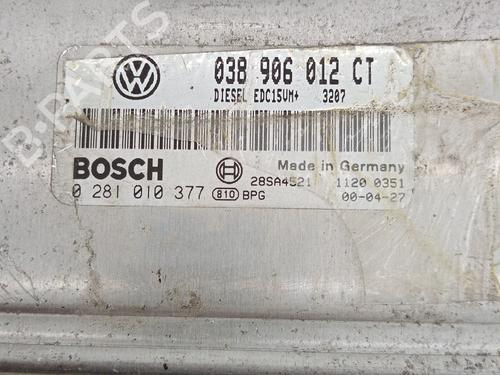 038 906 012 CT
DIESEL EDC15VM+ 3207
BOSCH
Made in Germany
0 281 010 377
28SA4521 1120 0351
810 BPG 00-04-27
B-PARTS